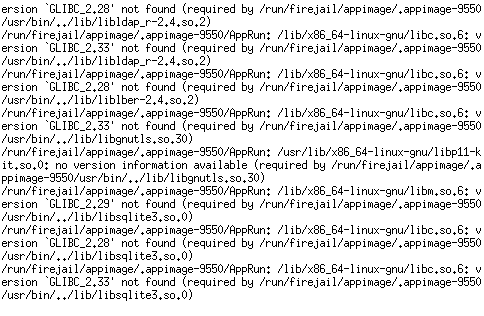 ersion `GLIBC_2.28' not found (required by /run/firejail/appimage/.appimage-9550
/usr/bin/../lib/libldap_r-2.4.so.2)
/run/firejail/appimage/.appimage-9550/AppRun: /lib/x86_64-linux-gnu/libc.so.6: v
ersion `GLIBC_2.33' not found (required by /run/firejail/appimage/.appimage-9550
/usr/bin/../lib/libldap_r-2.4.so.2)
/run/firejail/appimage/.appimage-9550/AppRun: /lib/x86_64-linux-gnu/libc.so.6: v
ersion `GLIBC_2.28' not found (required by /run/firejail/appimage/.appimage-9550
/usr/bin/../lib/liblber-2.4.so.2)
/run/firejail/appimage/.appimage-9550/AppRun: /lib/x86_64-linux-gnu/libc.so.6: v
ersion `GLIBC_2.33' not found (required by /run/firejail/appimage/.appimage-9550
/usr/bin/../lib/libgnutls.so.30)
/run/firejail/appimage/.appimage-9550/AppRun: /usr/lib/x86_64-linux-gnu/libp11-k
it.so.0: no version information available (required by /run/firejail/appimage/.a
ppimage-9550/usr/bin/../lib/libgnutls.so.30)
/run/firejail/appimage/.appimage-9550/AppRun: /lib/x86_64-linux-gnu/libm.so.6: v
ersion `GLIBC_2.29' not found (required by /run/firejail/appimage/.appimage-9550
/usr/bin/../lib/libsqlite3.so.0)
/run/firejail/appimage/.appimage-9550/AppRun: /lib/x86_64-linux-gnu/libc.so.6: v
ersion `GLIBC_2.28' not found (required by /run/firejail/appimage/.appimage-9550
/usr/bin/../lib/libsqlite3.so.0)
/run/firejail/appimage/.appimage-9550/AppRun: /lib/x86_64-linux-gnu/libc.so.6: v
ersion `GLIBC_2.33' not found (required by /run/firejail/appimage/.appimage-9550
/usr/bin/../lib/libsqlite3.so.0)